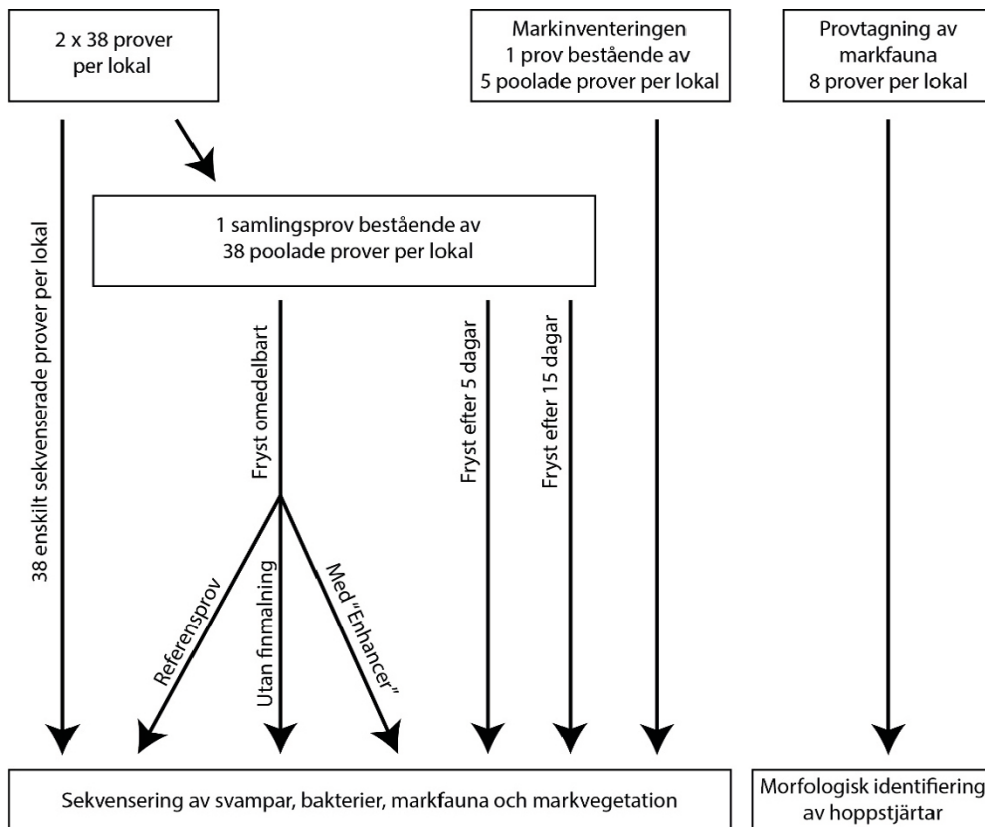 2 x 38 prover
per lokal
Markinventeringen
1 prov bestående av
5 poolade prover per lokal
Provtagning av
markfauna
8 prover per lokal
1 samlingsprov bestående av
38 poolade prover per lokal
38 enskilt sekvenserade prover per lokal
Fryst omedelbart
Fryst efter 5 dagar
Fryst efter 15 dagar
Referensprov
Utan finmalning
Med "Enhancer"
Sekvensering av svampar, bakterier, markfauna och markvegetation
Morfologisk identifiering
av hoppstjärtar